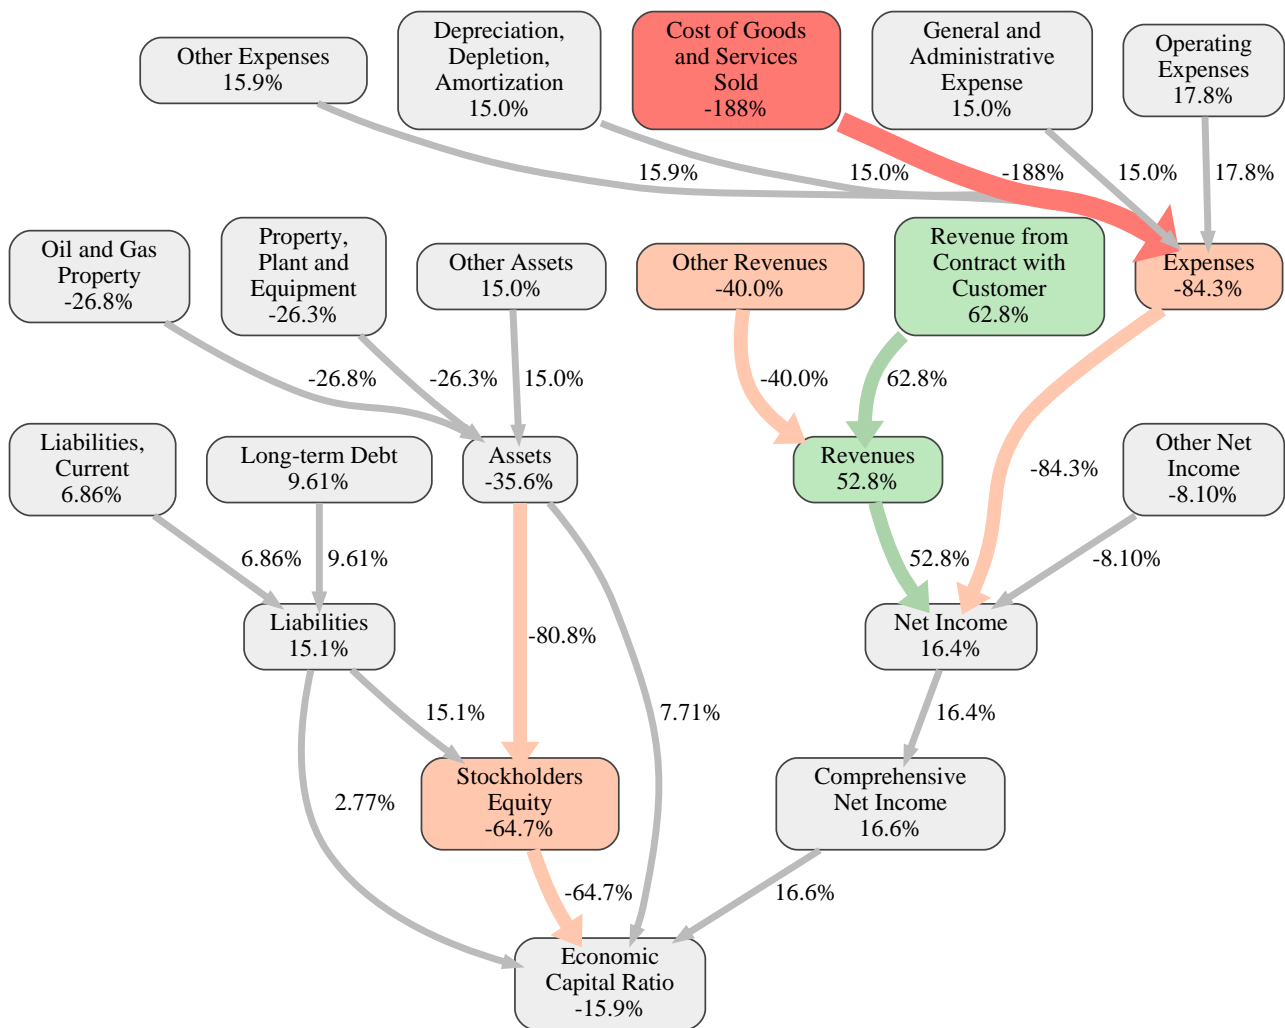 Other Expenses
15.9%
Depreciation,
Depletion,
Amortization
15.0%
Cost of Goods
and Services
Sold
-188%
General and
Administrative
Expense
15.0%
Operating
Expenses
17.8%
15.9%
15.0%
-188%
15.0%
17.8%
Oil and Gas
Property
-26.8%
Property,
Plant and
Equipment
-26.3%
Other Assets
15.0%
Other Revenues
-40.0%
Revenue from
Contract with
Customer
62.8%
Expenses
-84.3%
-26.8%
-26.3%
15.0%
-40.0%
62.8%
-84.3%
Liabilities,
Current
6.86%
Long-term Debt
9.61%
Assets
-35.6%
Revenues
52.8%
Other Net
Income
-8.10%
6.86%
9.61%
52.8%
-8.10%
Liabilities
15.1%
-80.8%
Net Income
16.4%
15.1%
7.71%
16.4%
2.77%
Stockholders
Equity
-64.7%
Comprehensive
Net Income
16.6%
-64.7%
16.6%
Economic
Capital Ratio
-15.9%